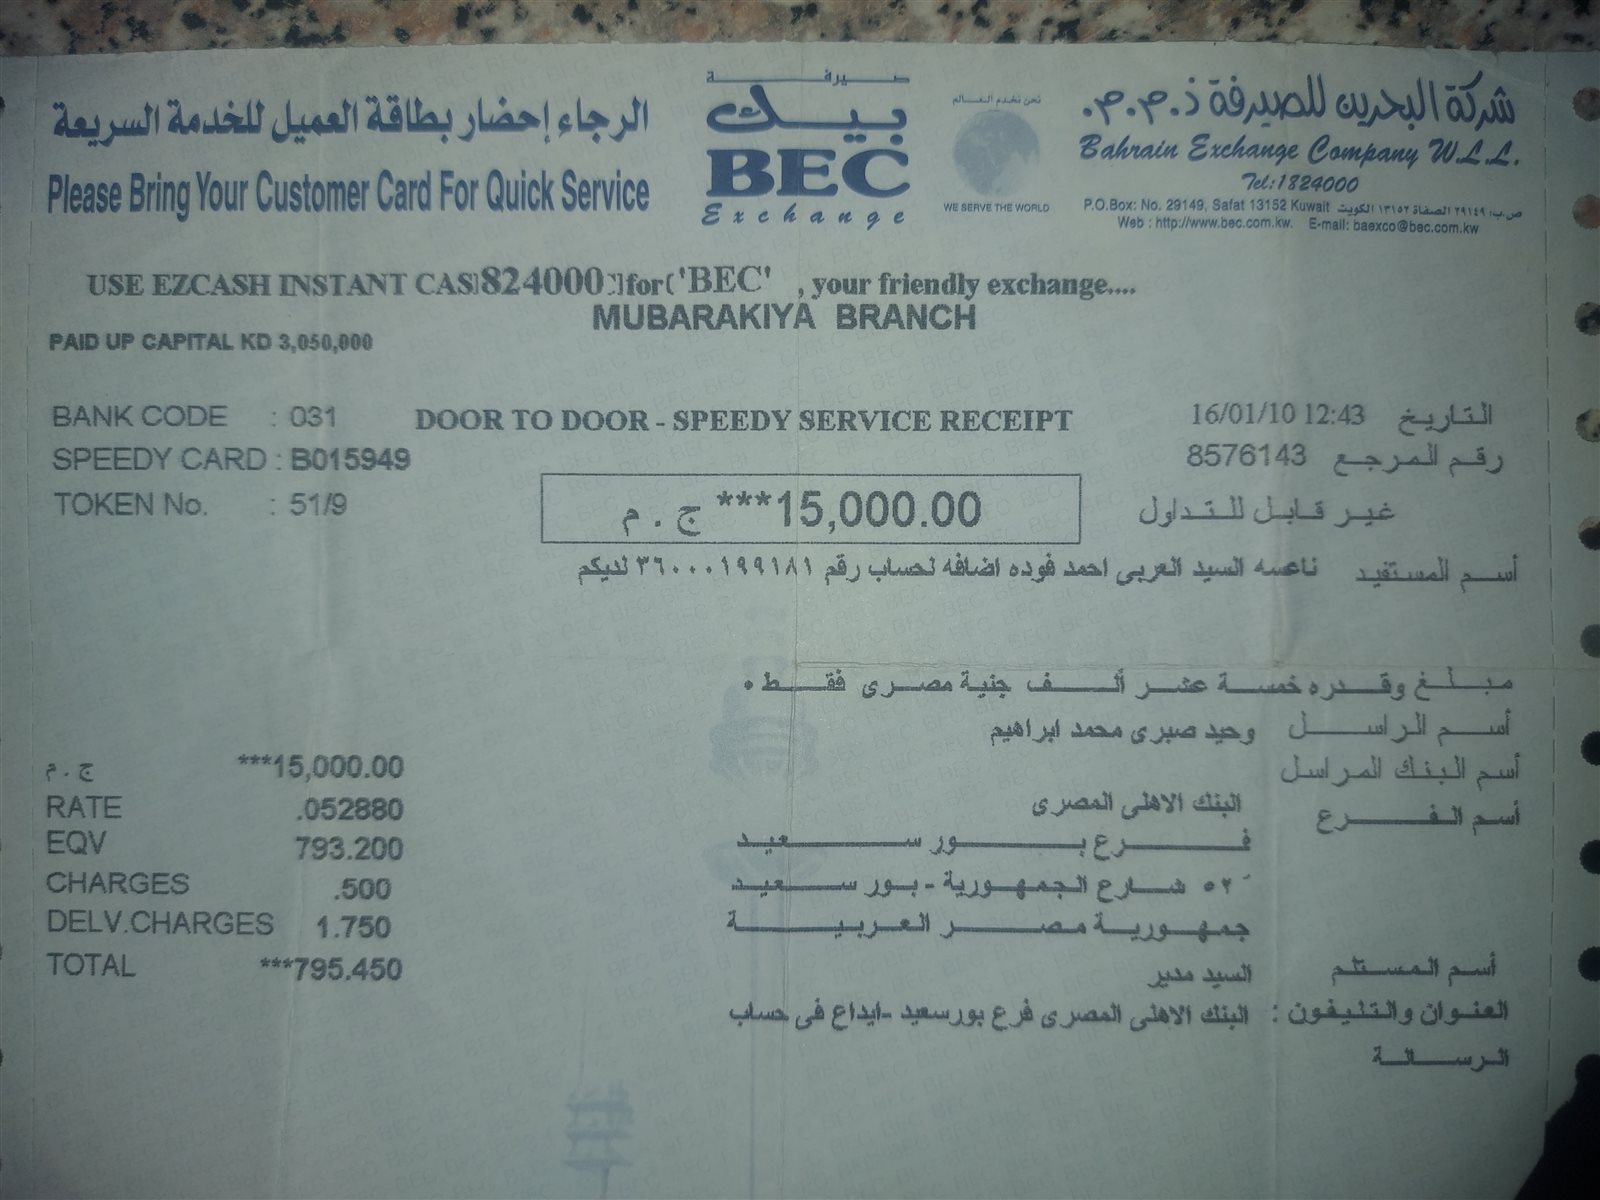 الرجاء إحضار بطاقة العميل للخدمة السريعة
Please Bring Your Customer Card For Quick Service
صيرفة
بيك
BEC
Exchange
نحن نخدم العالم
WE SERVE THE WORLD
شركة البحرين للصيرفة ذ.م.م.
Bahrain Exchange Company W.L.L.
Tel:1824000
P.O.Box: No. 29149, Safat 13152 Kuwait ص.ب: ٢٩١٤٩ الصفاة ١٣١٥٢ الكويت
Web : http://www.bec.com.kw. E-mail: baexco@bec.com.kw
USE EZCASH INSTANT CAS 824000 for 'BEC' , your friendly exchange....
MUBARAKIYA BRANCH
PAID UP CAPITAL KD 3,050,000
BANK CODE : 031
DOOR TO DOOR - SPEEDY SERVICE RECEIPT
التاريخ 16/01/10 12:43
SPEEDY CARD : B015949
رقم المرجع 8576143
TOKEN No. : 51/9
ج . م ***15,000.00
غير قابل للتداول
أسم المستفيد ناعسه السيد العربى احمد فوده اضافه لحساب رقم ٣٦٠٠٠١٩٩١٨١ لديكم
مبلغ وقدره خمسة عشر ألف جنية مصرى فقط .
أسم الراسل وحيد صبرى محمد ابراهيم
أسم البنك المراسل
البنك الاهلى المصرى
أسم الفرع
فرع بور سعيد
٥٢ شارع الجمهورية - بور سعيد
جمهورية مصر العربية
أسم المستلم السيد مدير
العنوان والتليفون : البنك الاهلى المصرى فرع بورسعيد -ايداع فى حساب
الرسالة
ج . م ***15,000.00
RATE .052880
EQV 793.200
CHARGES .500
DELV.CHARGES 1.750
TOTAL ***795.450